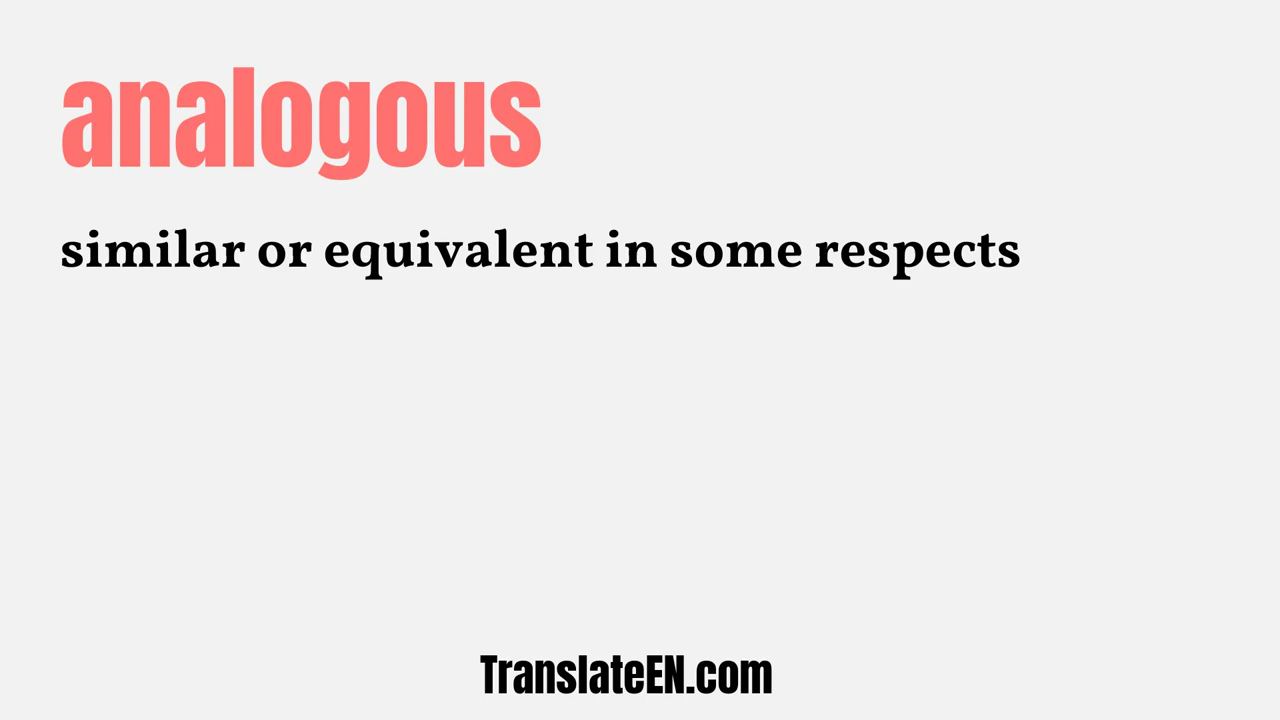 analogous
similar or equivalent in some respects
TranslateEN.com